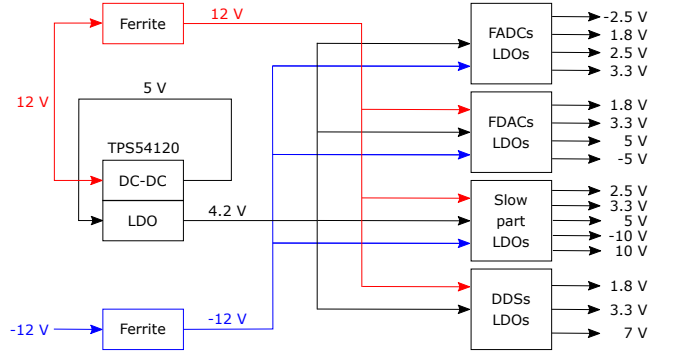 Ferrite
12 V
12 V
5 V
TPS54120
DC-DC
LDO
4.2 V
-12 V
Ferrite
-12 V
FADCs
LDOs
-2.5 V
1.8 V
2.5 V
3.3 V
FDACs
LDOs
1.8 V
3.3 V
5 V
-5 V
Slow
part
LDOs
2.5 V
3.3 V
5 V
-10 V
10 V
DDSs
LDOs
1.8 V
3.3 V
7 V